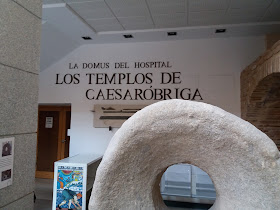 LA DOMUS DEL HOSPITAL
LOS TEMPLOS DE
CAESARÓBRIGA